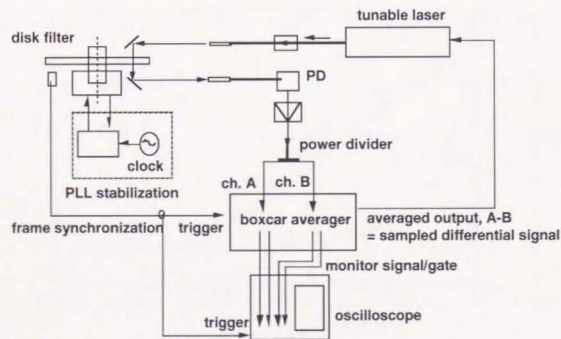 tunable laser
disk filter
PD
power divider
clock
PLL stabilization
ch. A
ch. B
frame synchronization
trigger
boxcar averager
averaged output, A-B
= sampled differential signal
monitor signal/gate
trigger
oscilloscope